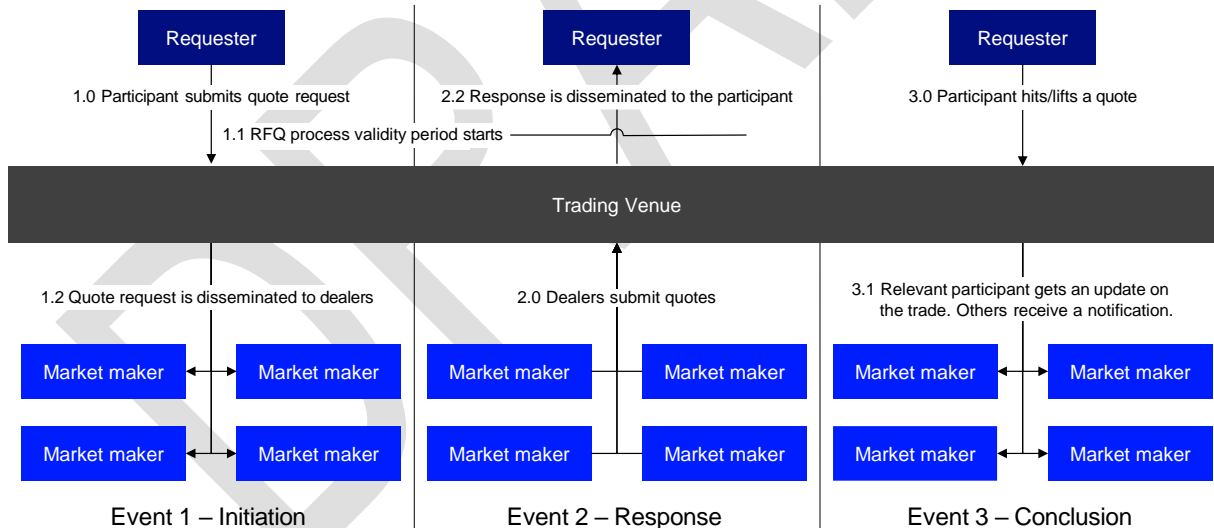 Requester
Requester
Requester
1.0 Participant submits quote request
2.2 Response is disseminated to the participant
3.0 Participant hits/lifts a quote
1.1 RFQ process validity period starts
Trading Venue
1.2 Quote request is disseminated to dealers
2.0 Dealers submit quotes
3.1 Relevant participant gets an update on
the trade. Others receive a notification.
Market maker
Market maker
Market maker
Market maker
Market maker
Market maker
Market maker
Market maker
Market maker
Market maker
Market maker
Market maker
Event 1 – Initiation
Event 2 – Response
Event 3 – Conclusion